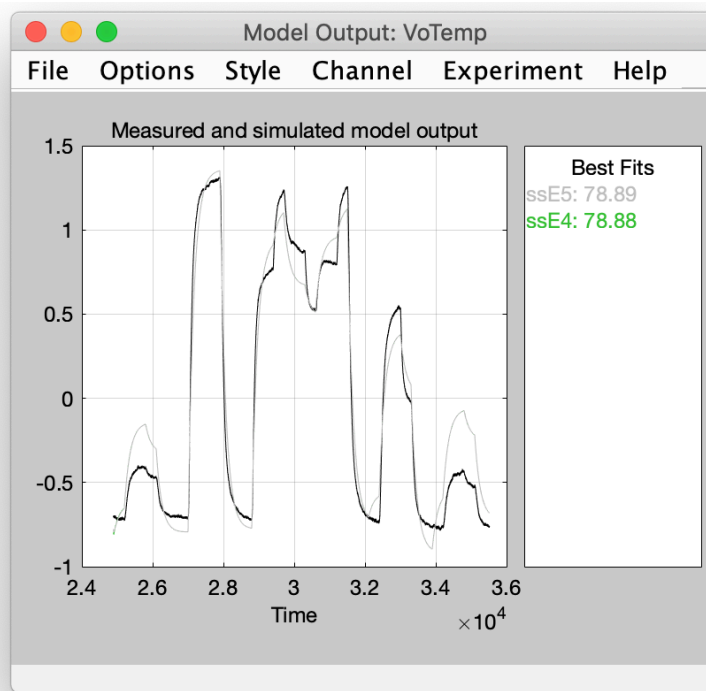 Model Output: VoTemp
File Options Style Channel Experiment Help
Measured and simulated model output
1.5
1
0.5
0
-0.5
-1
2.4 2.6 2.8 3 3.2 3.4 3.6
×10⁴
Time
Best Fits
ssE5: 78.89
ssE4: 78.88